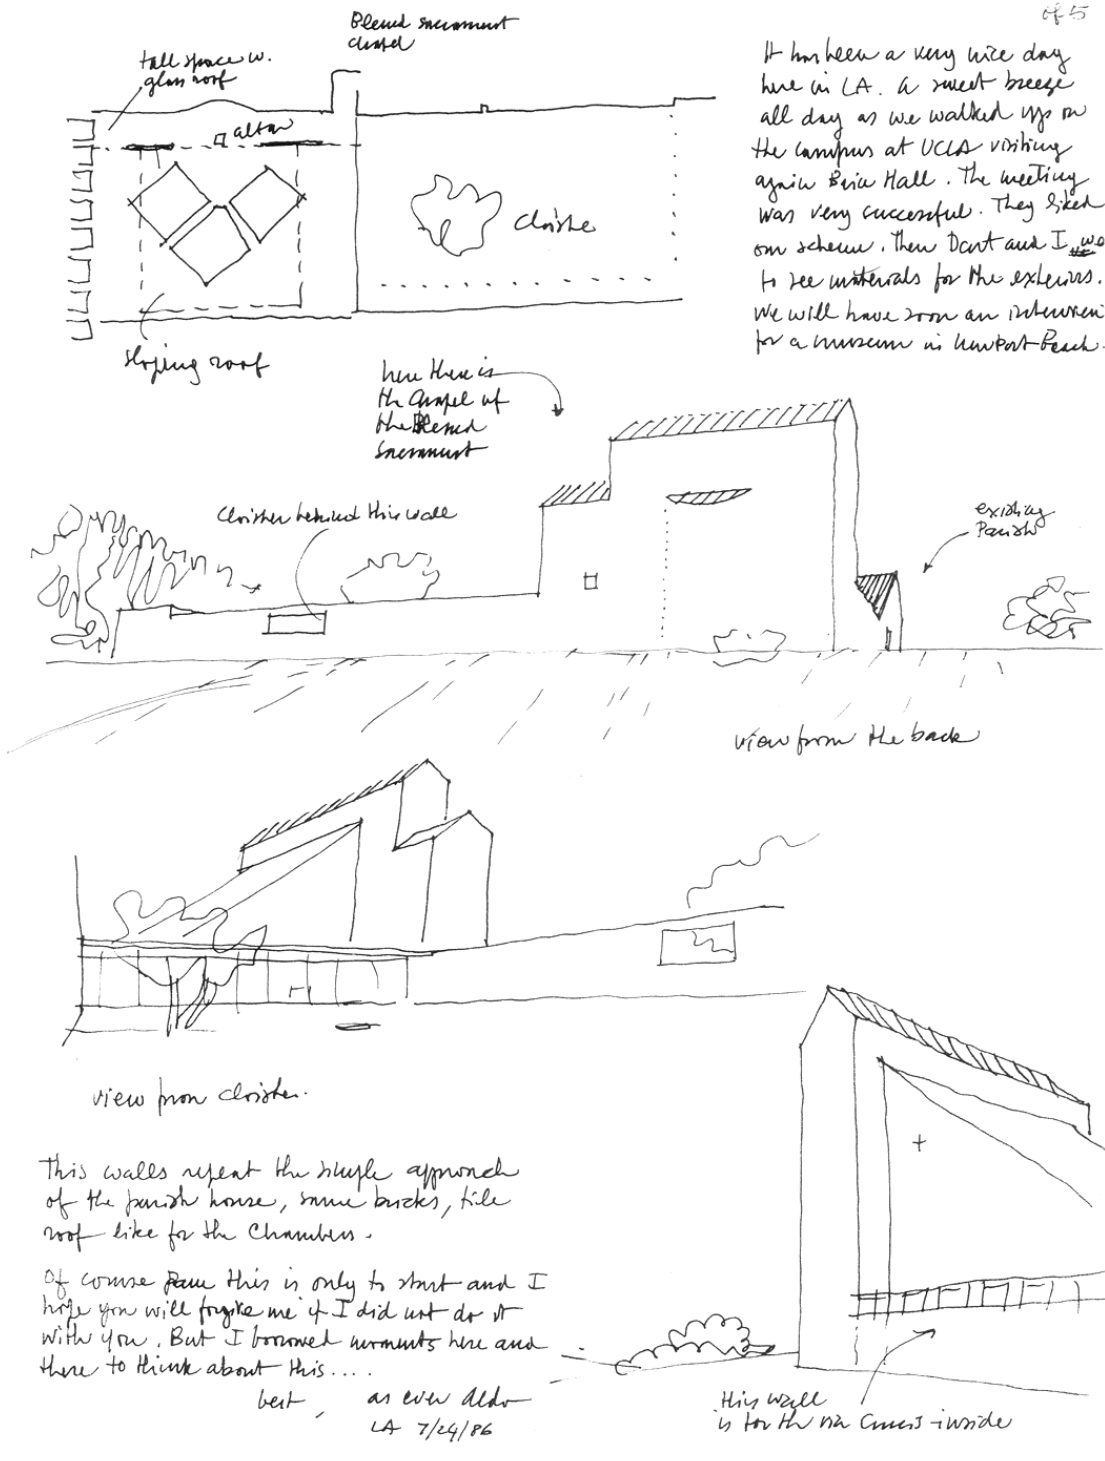 of 5
Blessed sacrament
chapel
tall space w.
glass roof
altar
Cloister
sloping roof
It has been a very nice day
here in LA. A sweet breeze
all day as we walked up on
the campus at UCLA visiting
again Hall. The meeting
was very successful. They liked
our scheme. Then Dart and I we
to see materials for the exteriors.
We will have soon an interview
for a museum in Newport Beach.
here there is
the Chapel of
the Blessed
Sacrament
Cloister behind this wall
existing
Parish
view from the back
view from Cloister.
This walls repeat the simple approach
of the parish house, same bricks, tile
roof like for the Chambers.
Of course this is only to start and I
hope you will forgive me if I did not do it
with you. But I borrowed moments here and
there to think about this....
best, as ever Aldo
LA 7/24/86
this wall
is for the via Crucis inside